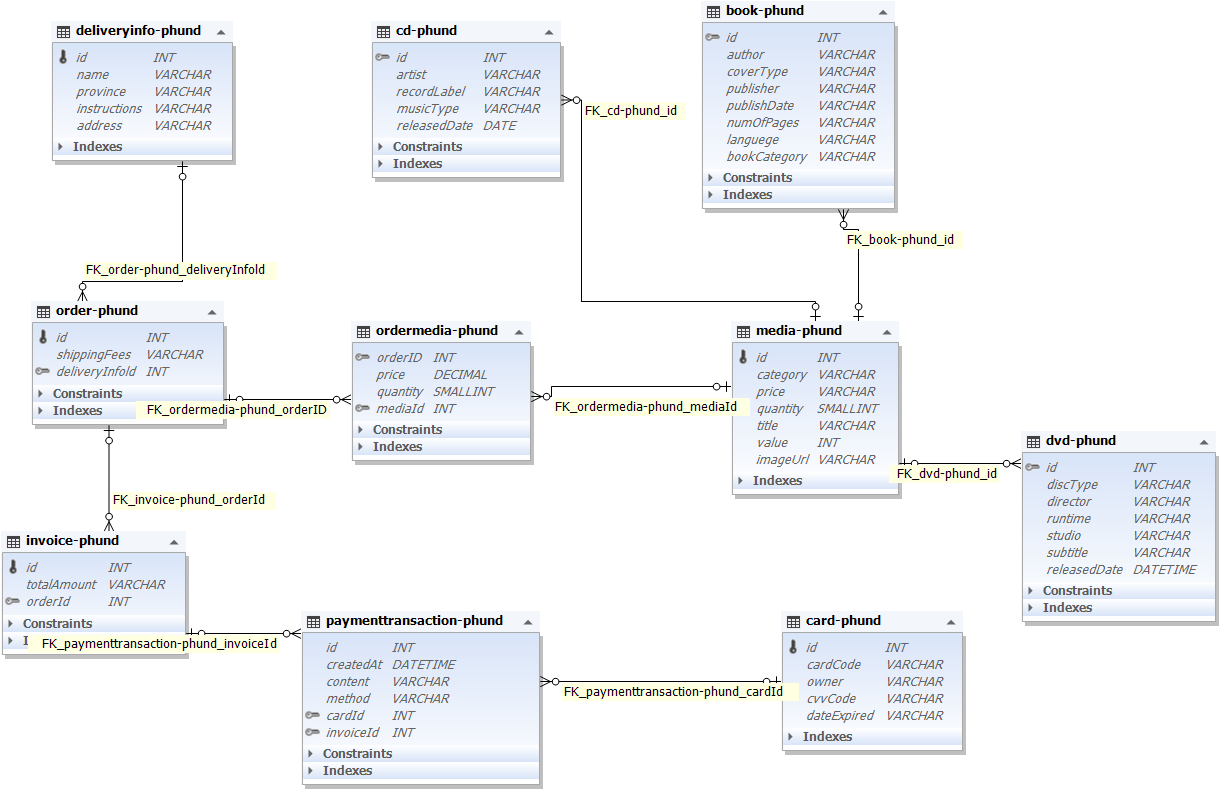 deliveryinfo-phund
id INT
name VARCHAR
province VARCHAR
instructions VARCHAR
address VARCHAR
Indexes
cd-phund
id INT
artist VARCHAR
recordLabel VARCHAR
musicType VARCHAR
releasedDate DATE
Constraints
Indexes
book-phund
id INT
author VARCHAR
coverType VARCHAR
publisher VARCHAR
publishDate VARCHAR
numOfPages VARCHAR
languege VARCHAR
bookCategory VARCHAR
Constraints
Indexes
FK_cd-phund_id
FK_book-phund_id
FK_order-phund_deliveryInfoId
order-phund
id INT
shippingFees VARCHAR
deliveryInfoId INT
Constraints
Indexes
FK_ordermedia-phund_orderID
ordermedia-phund
orderID INT
price DECIMAL
quantity SMALLINT
mediaId INT
Constraints
Indexes
FK_ordermedia-phund_mediaId
media-phund
id INT
category VARCHAR
price VARCHAR
quantity SMALLINT
title VARCHAR
value INT
imageUrl VARCHAR
Indexes
FK_dvd-phund_id
dvd-phund
id INT
discType VARCHAR
director VARCHAR
runtime VARCHAR
studio VARCHAR
subtitle VARCHAR
releasedDate DATETIME
Constraints
Indexes
FK_invoice-phund_orderId
invoice-phund
id INT
totalAmount VARCHAR
orderId INT
Constraints
I
FK_paymenttransaction-phund_invoiceId
paymenttransaction-phund
id INT
createdAt DATETIME
content VARCHAR
method VARCHAR
cardId INT
invoiceId INT
Constraints
Indexes
FK_paymenttransaction-phund_cardId
card-phund
id INT
cardCode VARCHAR
owner VARCHAR
cvvCode VARCHAR
dateExpired VARCHAR
Indexes